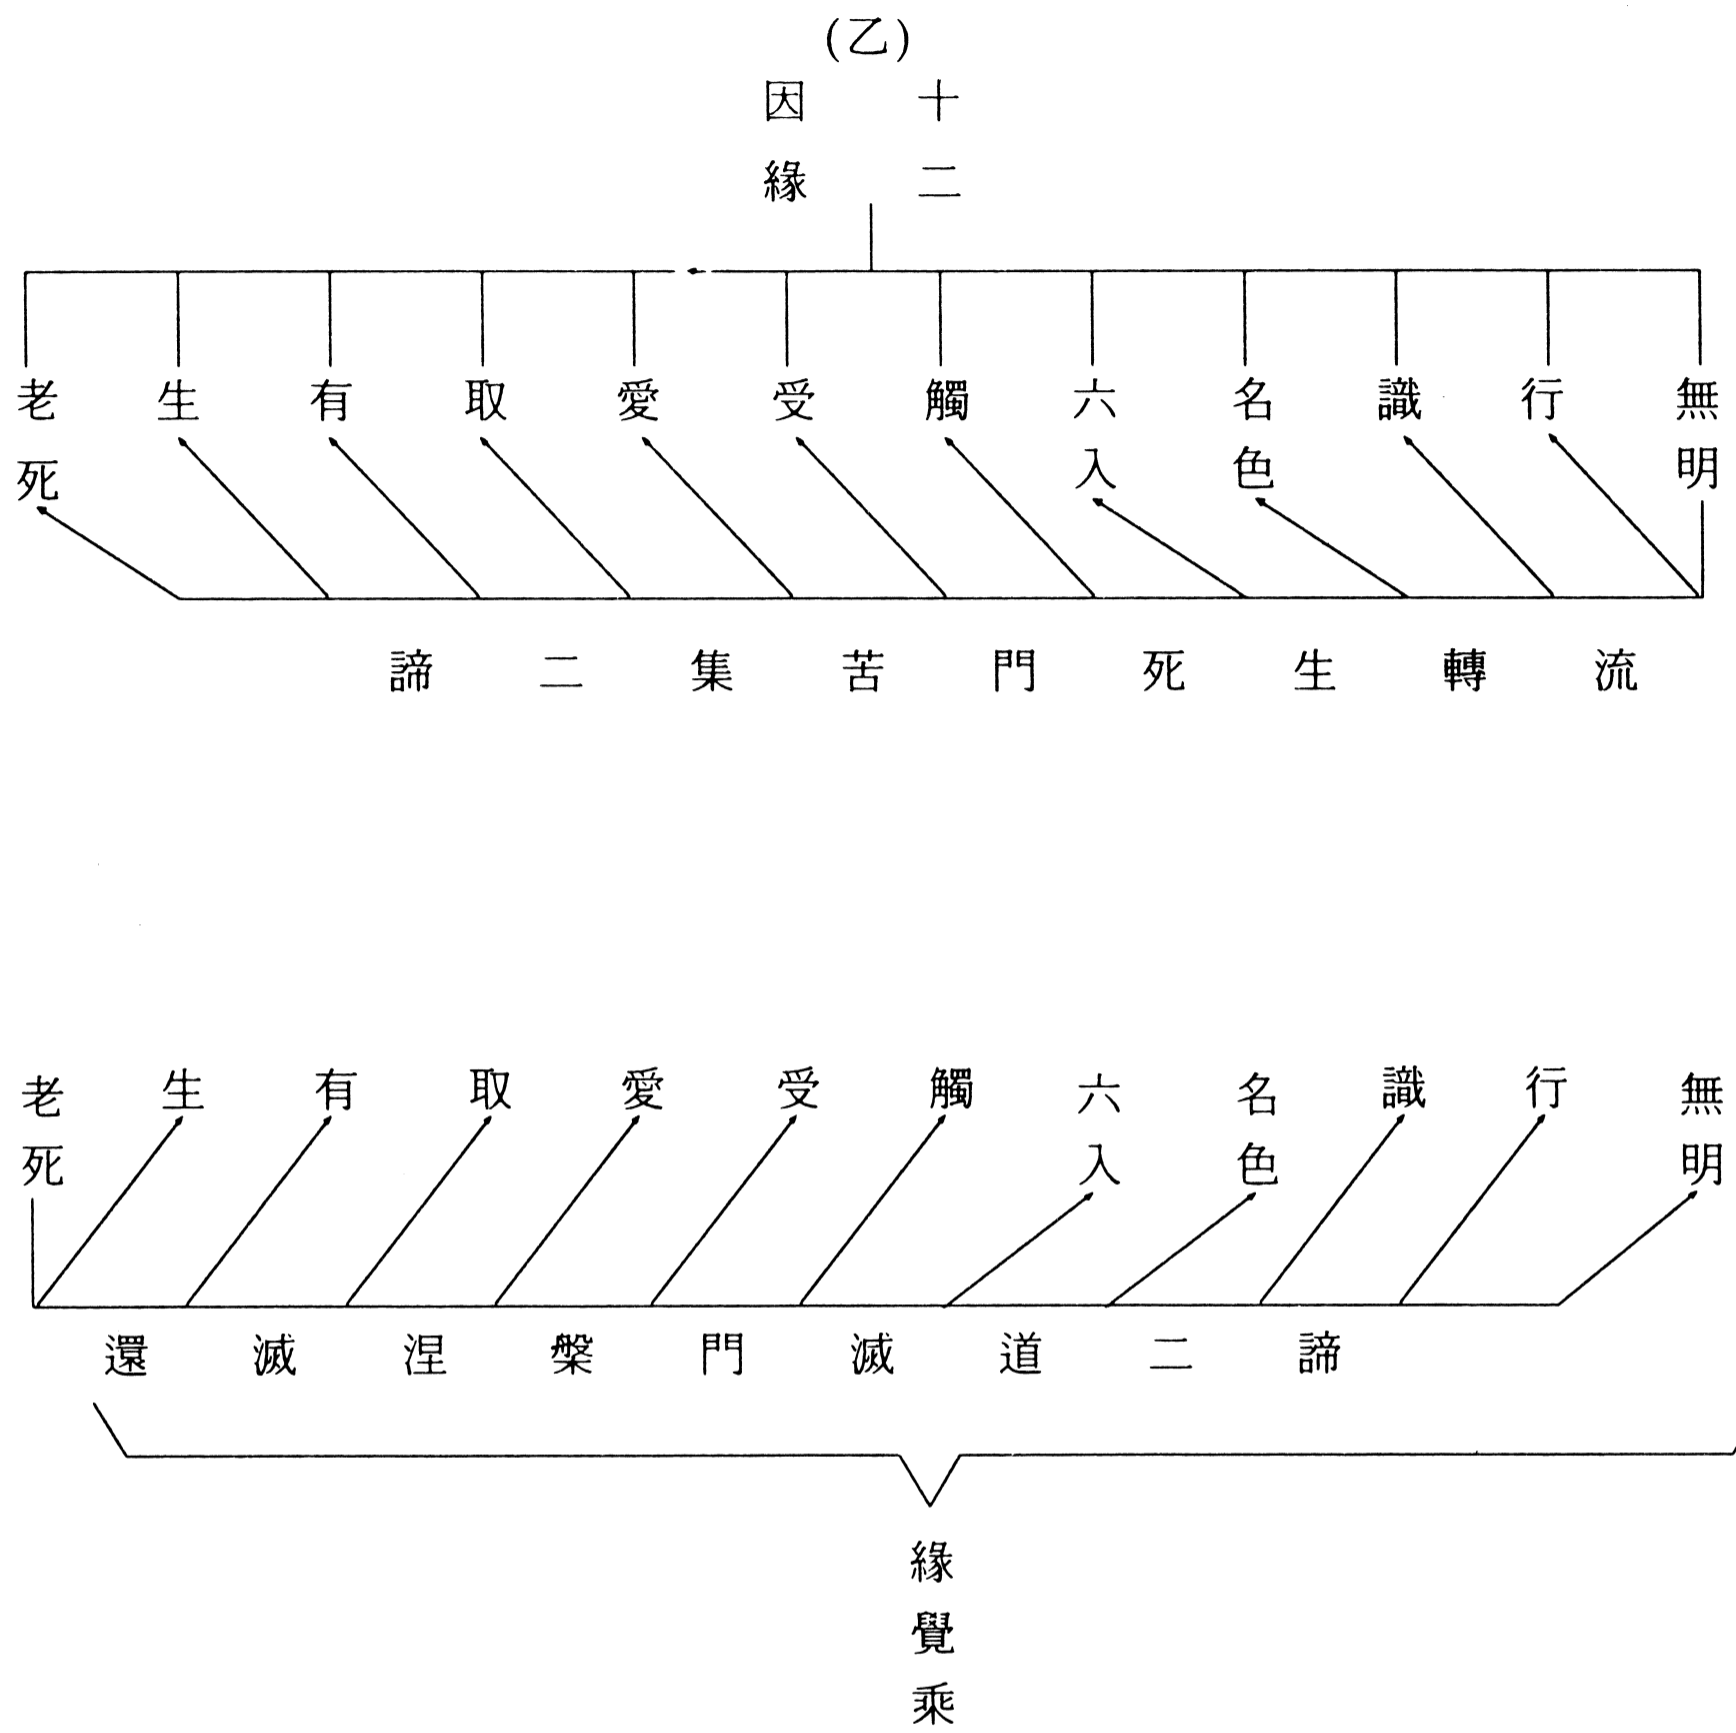 (乙)
十二
因緣
無明
行
識
名色
六入
觸
受
愛
取
有
生
老死
流轉生死門苦集二諦
無明
行
識
名色
六入
觸
受
愛
取
有
生
老死
還滅涅槃門滅道二諦
緣覺乘